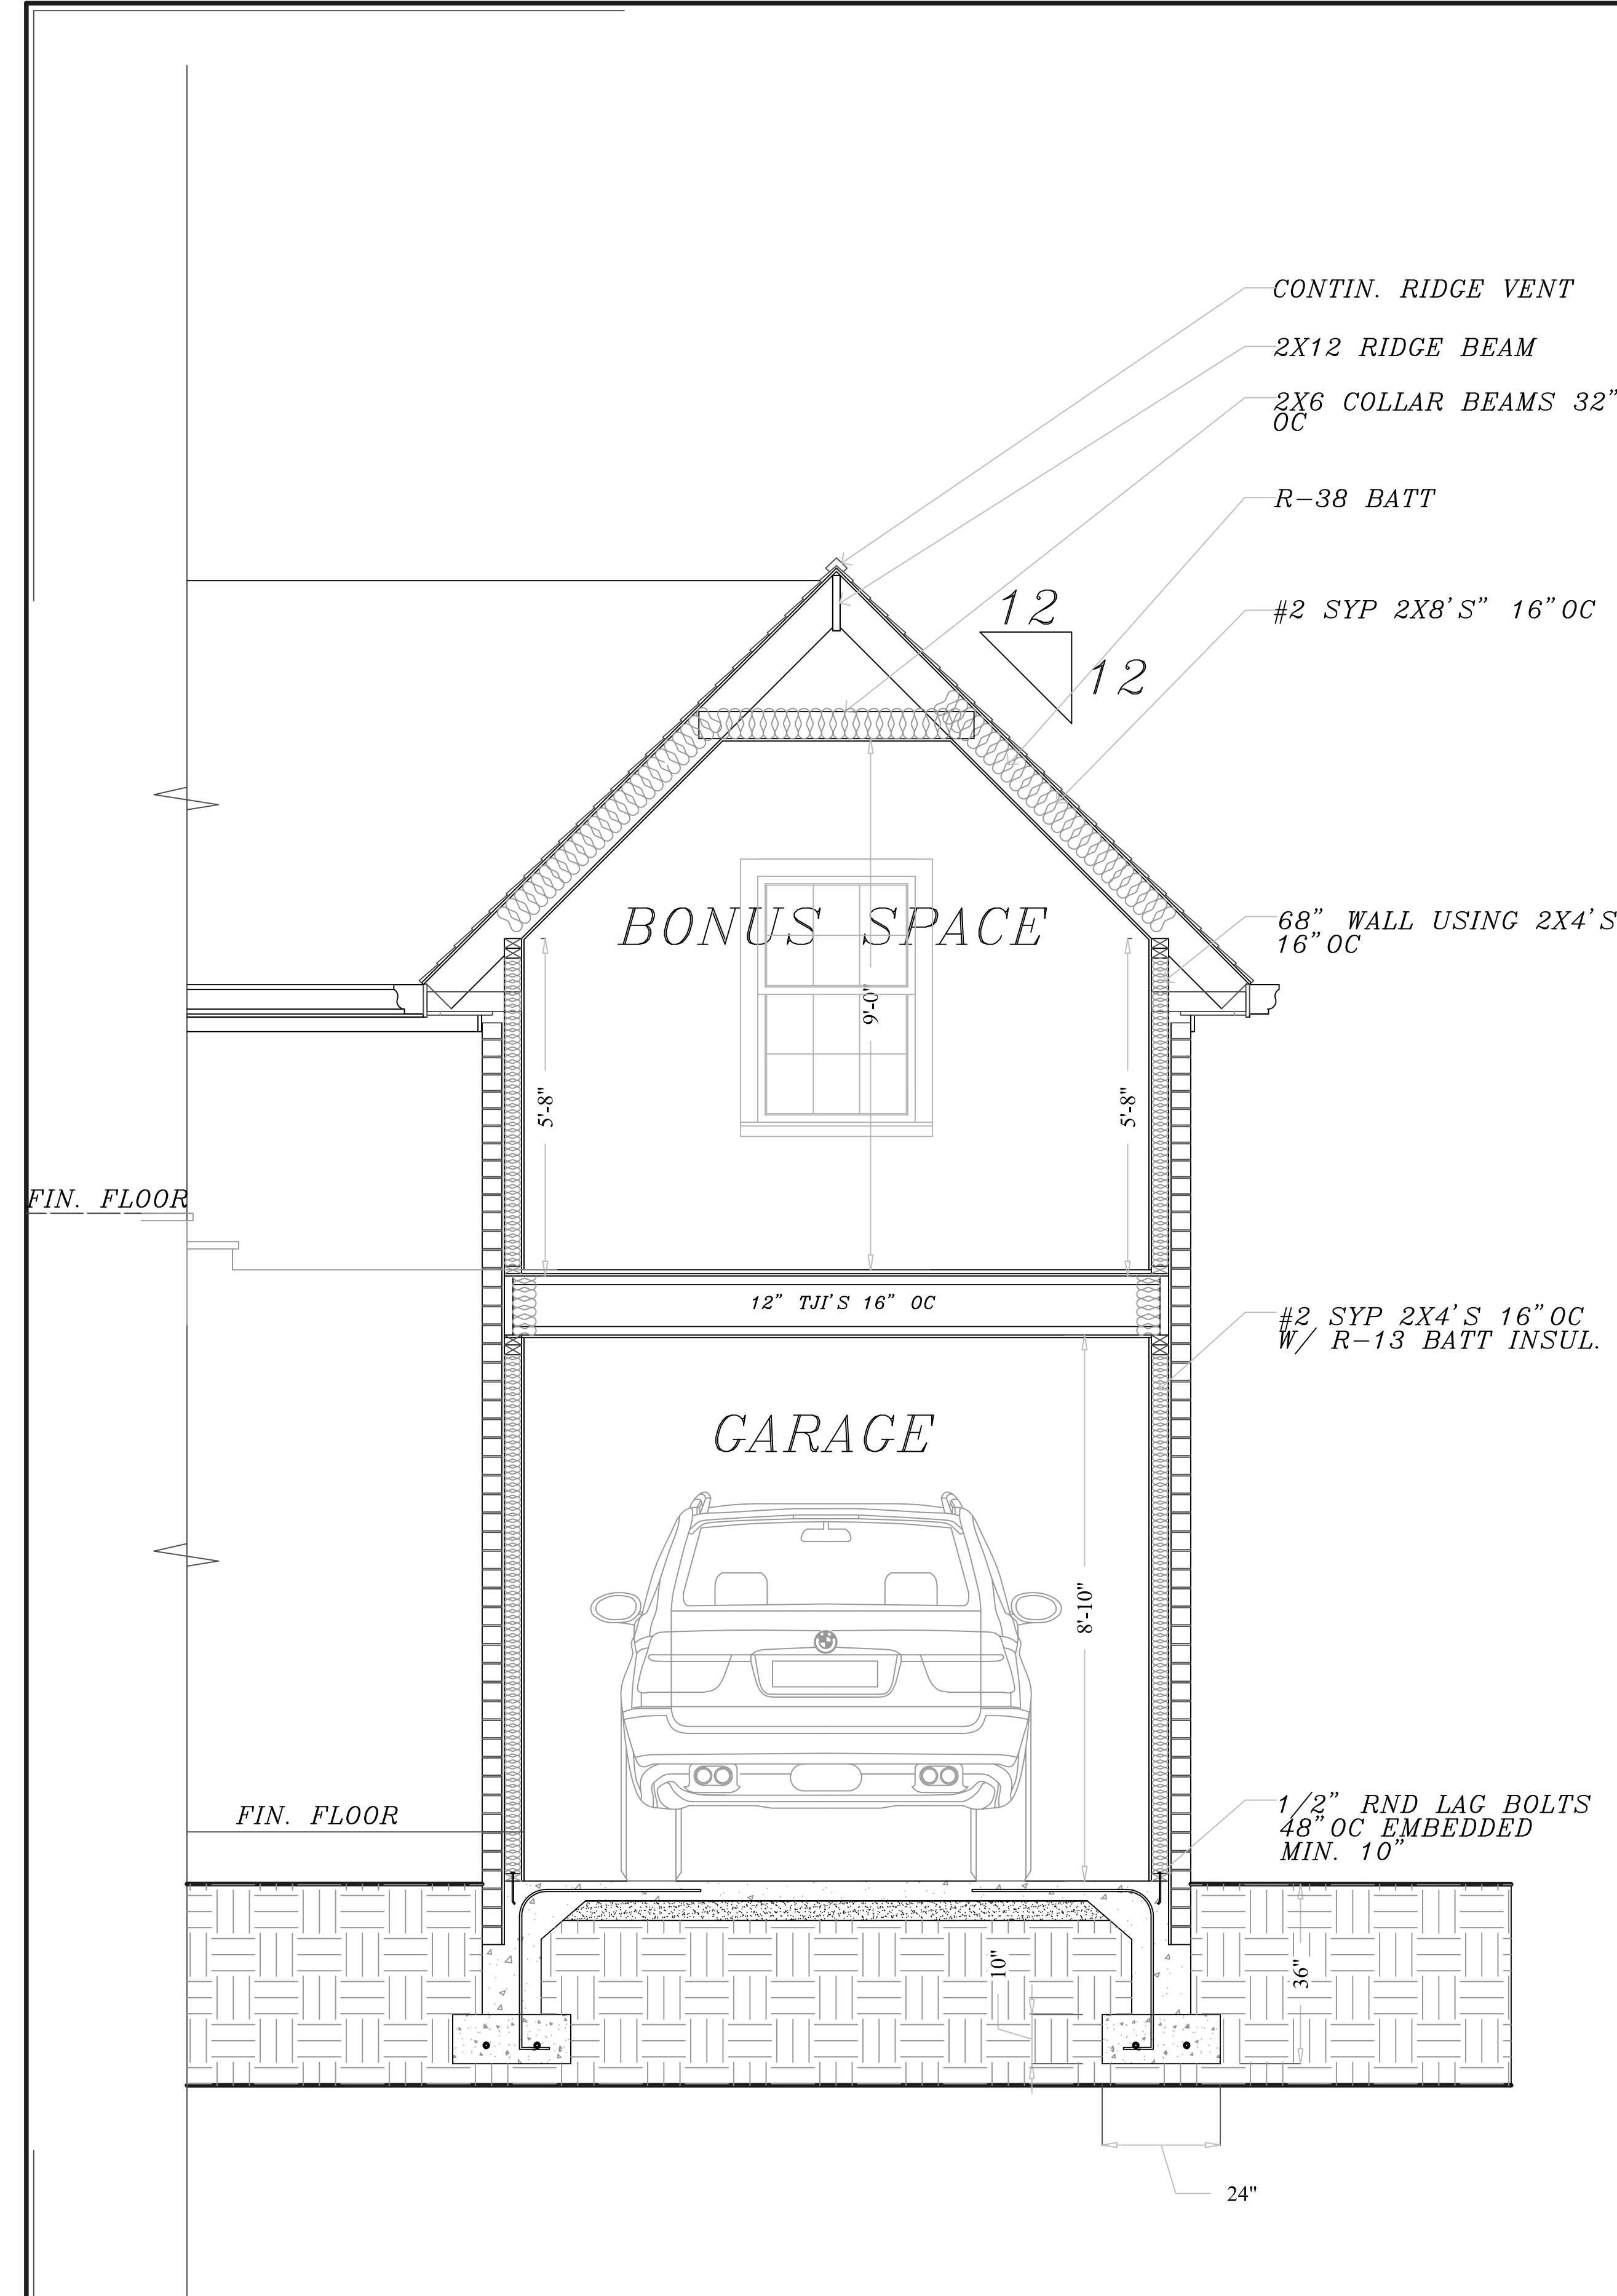 CONTIN. RIDGE VENT
2X12 RIDGE BEAM
2X6 COLLAR BEAMS 32"
OC
R-38 BATT
#2 SYP 2X8'S" 16"OC
12
12
BONUS SPACE
68" WALL USING 2X4'S
16"OC
9'-0"
5'-8"
5'-8"
FIN. FLOOR
12" TJI'S 16" OC
#2 SYP 2X4'S 16"OC
W/ R-13 BATT INSUL.
GARAGE
8'-10"
FIN. FLOOR
1/2" RND LAG BOLTS
48"OC EMBEDDED
MIN. 10"
10"
36"
24"